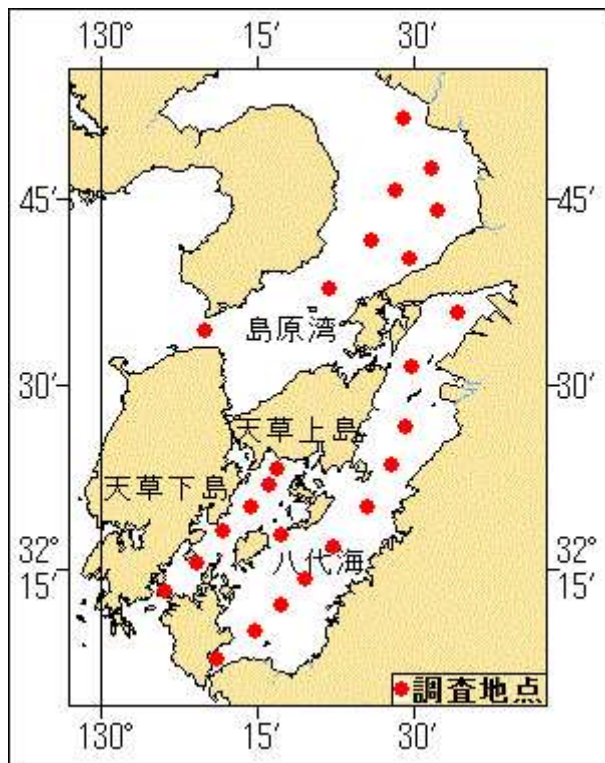 130° 15′ 30′
45′ 45′
島原湾
30′ 30′
天草上島
天草下島
八代海
32° 32°
15′ 15′
調査地点
130° 15′ 30′